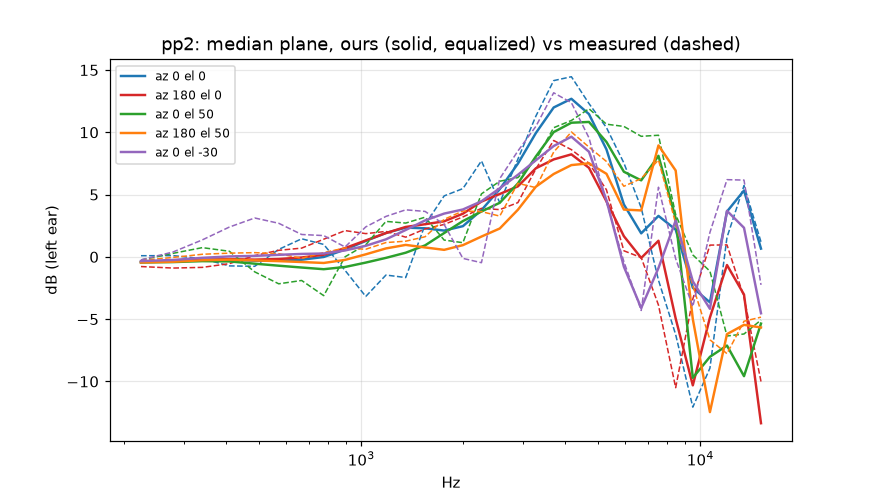 pp2: median plane, ours (solid, equalized) vs measured (dashed)
15
10
5
0
−5
−10
dB (left ear)
az 0 el 0
az 180 el 0
az 0 el 50
az 180 el 50
az 0 el -30
10³
10⁴
Hz